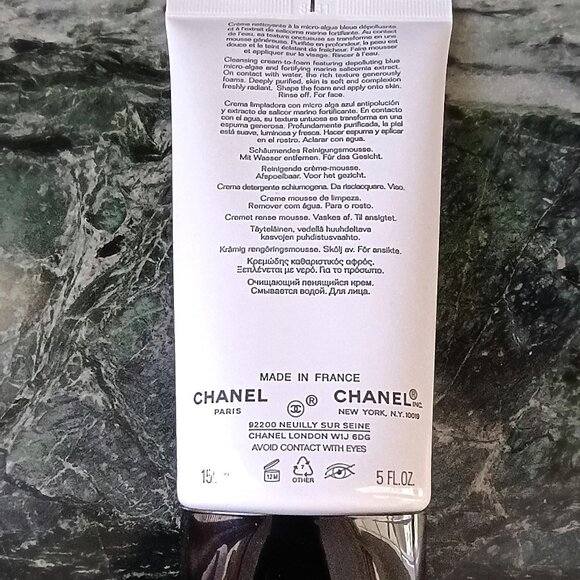 Crème nettoyante à la micro-algue bleue dépolluante
et à l'extrait de salicorne marine fortifiante. Au contact
de l'eau, sa texture onctueuse se transforme en une
mousse généreuse. Purifiée en profondeur, la peau est
douce et le teint éclatant de fraîcheur. Faire mousser
et appliquer sur le visage. Rincer à l'eau.
Cleansing cream-to-foam featuring depolluting blue
micro-algae and fortifying marine salicornia extract.
On contact with water, the rich texture generously
foams. Deeply purified, skin is soft and complexion
freshly radiant. Shape the foam and apply onto skin.
Rinse off. For face.
Crema limpiadora con micro alga azul antipolución
y extracto de salicor marino fortificante. En contacto
con el agua, su textura untuosa se transforma en una
espuma generosa. Profundamente purificada, la piel
está suave, luminosa y fresca. Hacer espuma y aplicar
en el rostro. Aclarar con agua.
Schäumendes Reinigungsmousse.
Mit Wasser entfernen. Für das Gesicht.
Reinigende crème-mousse.
Afspoelbaar. Voor het gezicht.
Crema detergente schiumogena. Da risciacquare. Viso.
Creme mousse de limpeza.
Remover com água. Para o rosto.
Cremet rense mousse. Vaskes af. Til ansigtet.
Täyteläinen, vedellä huuhdeltava
kasvojen puhdistusvaahto.
Krämig rengöringsmousse. Skölj av. För ansikte.
Κρεμώδης καθαριστικός αφρός.
Ξεπλένεται με νερό. Για το πρόσωπο.
Очищающий пенящийся крем.
Смывается водой. Для лица.
MADE IN FRANCE
CHANEL ® CHANEL® INC.
PARIS NEW YORK, N.Y. 10019
92200 NEUILLY SUR SEINE
CHANEL LONDON W1J 6DG
AVOID CONTACT WITH EYES
12 M 7 OTHER 5 FL.OZ.